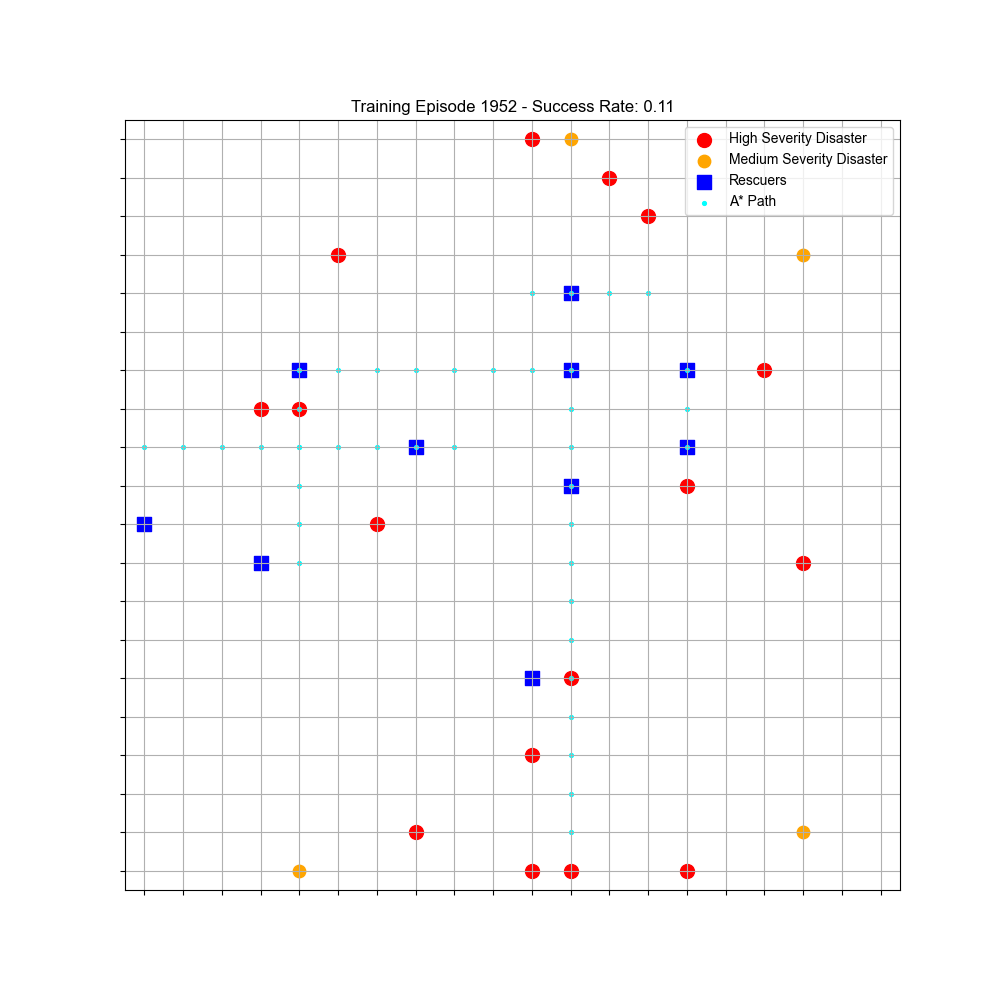 Training Episode 1952 - Success Rate: 0.11
High Severity Disaster
Medium Severity Disaster
Rescuers
A* Path